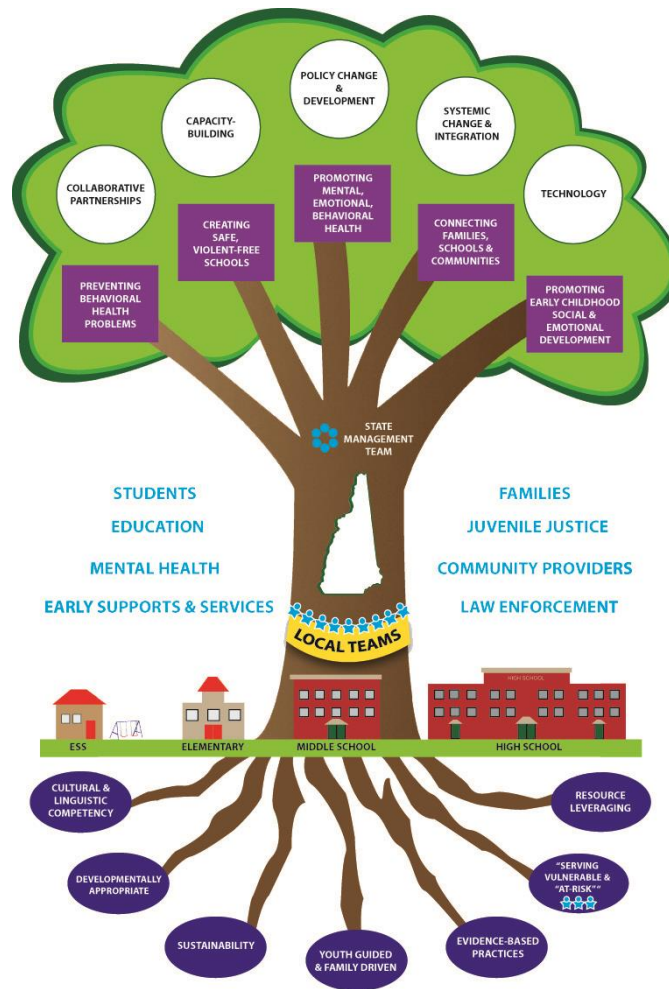 POLICY CHANGE
&
DEVELOPMENT
CAPACITY-
BUILDING
SYSTEMIC
CHANGE &
INTEGRATION
COLLABORATIVE
PARTNERSHIPS
TECHNOLOGY
PROMOTING
MENTAL,
EMOTIONAL,
BEHAVIORAL
HEALTH
CREATING
SAFE,
VIOLENT-FREE
SCHOOLS
CONNECTING
FAMILIES,
SCHOOLS &
COMMUNITIES
PREVENTING
BEHAVIORAL
HEALTH
PROBLEMS
PROMOTING
EARLY CHILDHOOD
SOCIAL &
EMOTIONAL
DEVELOPMENT
STATE
MANAGEMENT
TEAM
STUDENTS
EDUCATION
MENTAL HEALTH
EARLY SUPPORTS & SERVICES
FAMILIES
JUVENILE JUSTICE
COMMUNITY PROVIDERS
LAW ENFORCEMENT
LOCAL TEAMS
HIGH SCHOOL
ESS
ELEMENTARY
MIDDLE SCHOOL
HIGH SCHOOL
CULTURAL &
LINGUISTIC
COMPETENCY
RESOURCE
LEVERAGING
DEVELOPMENTALLY
APPROPRIATE
"SERVING
VULNERABLE &
"AT-RISK""
SUSTAINABILITY
YOUTH GUIDED
& FAMILY DRIVEN
EVIDENCE-BASED
PRACTICES